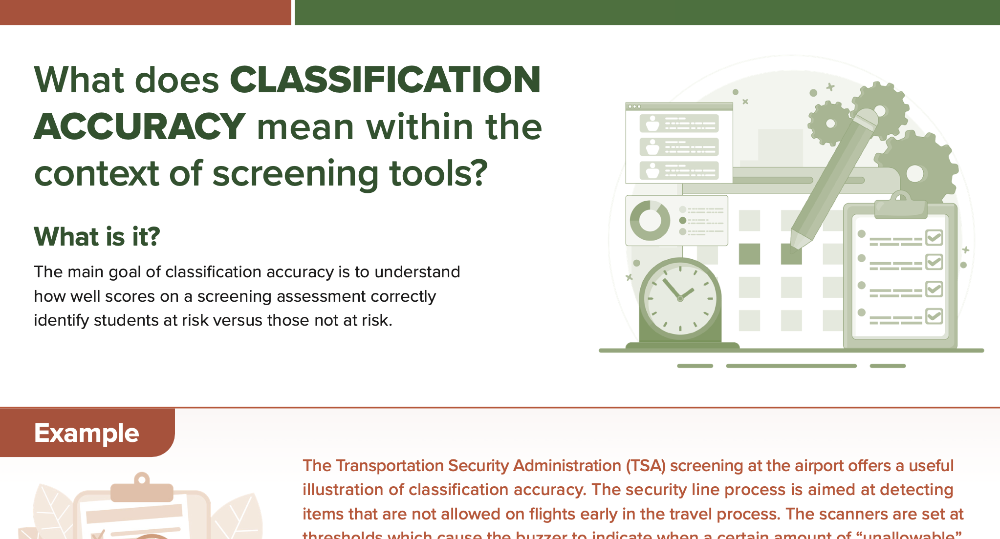 What does CLASSIFICATION
ACCURACY mean within the
context of screening tools?
What is it?
The main goal of classification accuracy is to understand
how well scores on a screening assessment correctly
identify students at risk versus those not at risk.
Example
The Transportation Security Administration (TSA) screening at the airport offers a useful
illustration of classification accuracy. The security line process is aimed at detecting
items that are not allowed on flights early in the travel process. The scanners are set at
thresholds which cause the buzzer to indicate when a certain amount of “unallowable”